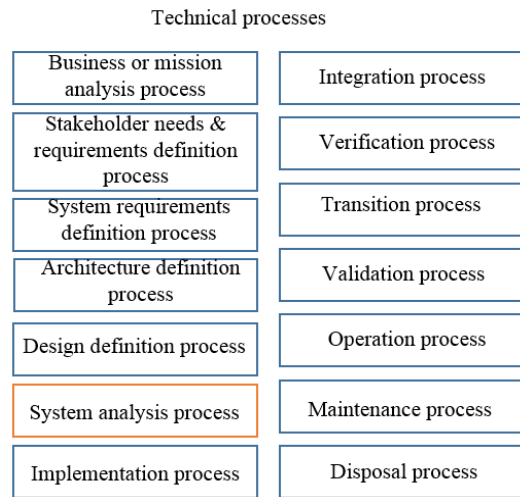 Technical processes
Business or mission
analysis process
Stakeholder needs &
requirements definition
process
System requirements
definition process
Architecture definition
process
Design definition process
System analysis process
Implementation process
Integration process
Verification process
Transition process
Validation process
Operation process
Maintenance process
Disposal process